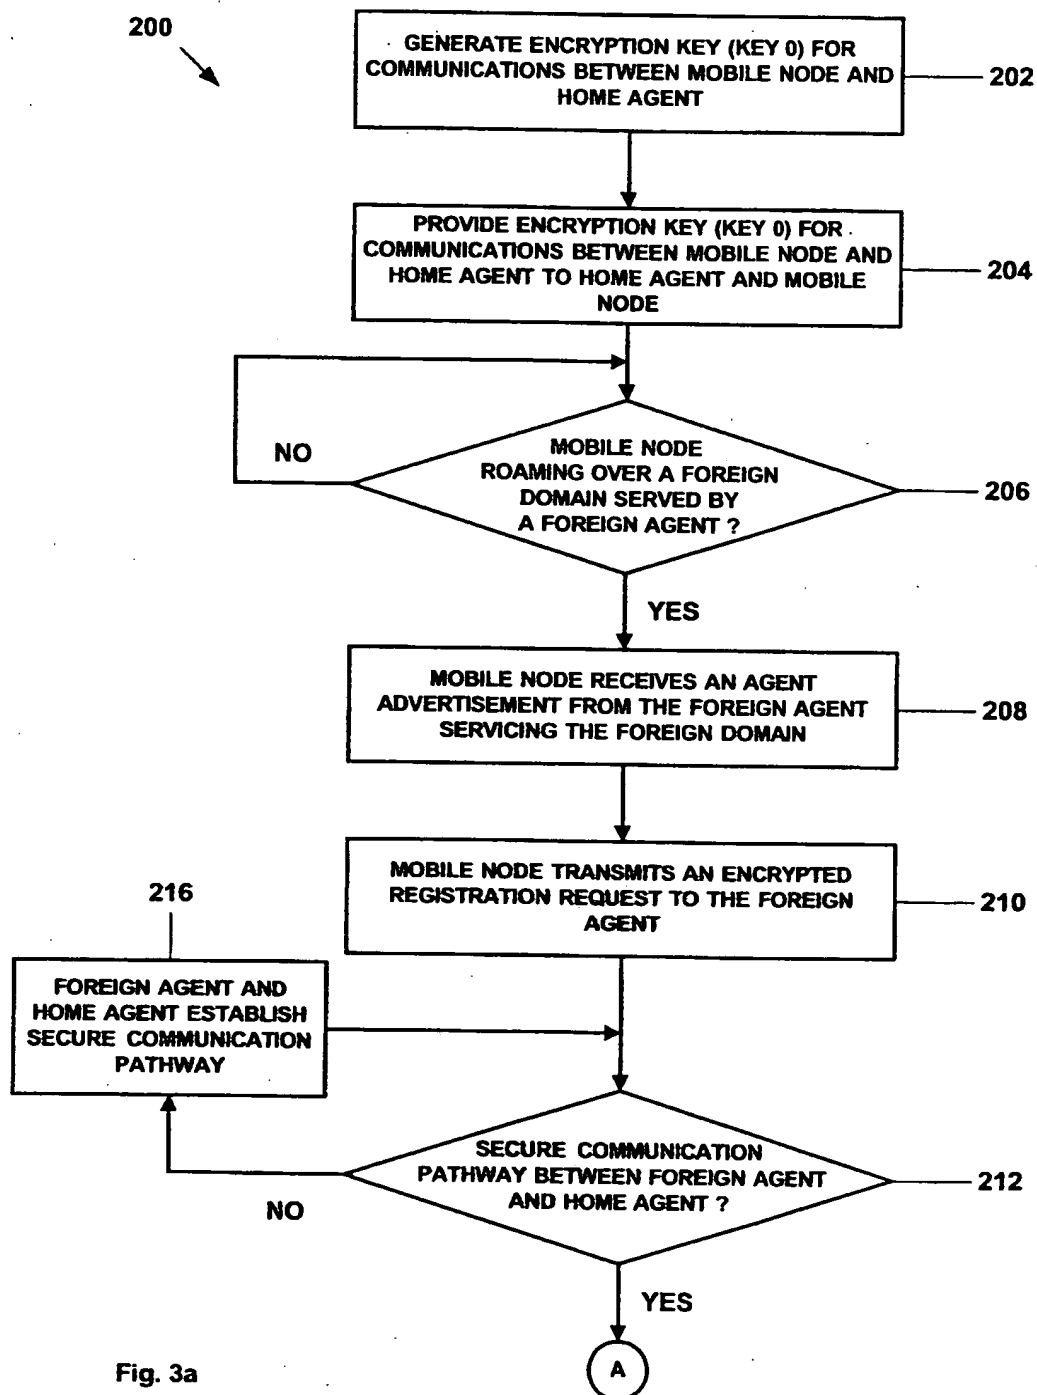 200
GENERATE ENCRYPTION KEY (KEY 0) FOR
COMMUNICATIONS BETWEEN MOBILE NODE AND
HOME AGENT
202
PROVIDE ENCRYPTION KEY (KEY 0) FOR
COMMUNICATIONS BETWEEN MOBILE NODE AND
HOME AGENT TO HOME AGENT AND MOBILE
NODE
204
MOBILE NODE
ROAMING OVER A FOREIGN
DOMAIN SERVED BY
A FOREIGN AGENT ?
NO
206
YES
MOBILE NODE RECEIVES AN AGENT
ADVERTISEMENT FROM THE FOREIGN AGENT
SERVICING THE FOREIGN DOMAIN
208
MOBILE NODE TRANSMITS AN ENCRYPTED
REGISTRATION REQUEST TO THE FOREIGN
AGENT
210
216
FOREIGN AGENT AND
HOME AGENT ESTABLISH
SECURE COMMUNICATION
PATHWAY
SECURE COMMUNICATION
PATHWAY BETWEEN FOREIGN AGENT
AND HOME AGENT ?
212
NO
YES
A
Fig. 3a